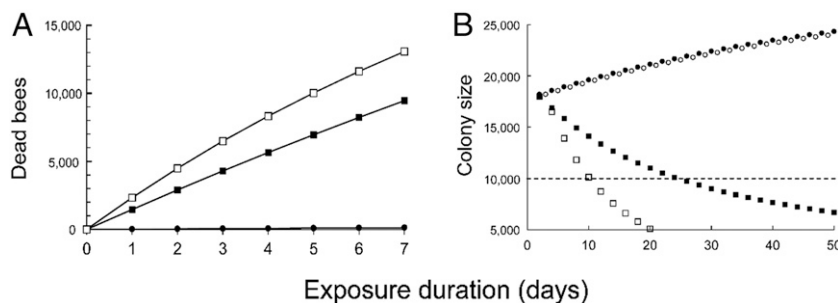 A
B
Dead bees
15,000
10,000
5,000
0
0 1 2 3 4 5 6 7
Colony size
25,000
20,000
15,000
10,000
5,000
0 10 20 30 40 50
Exposure duration (days)